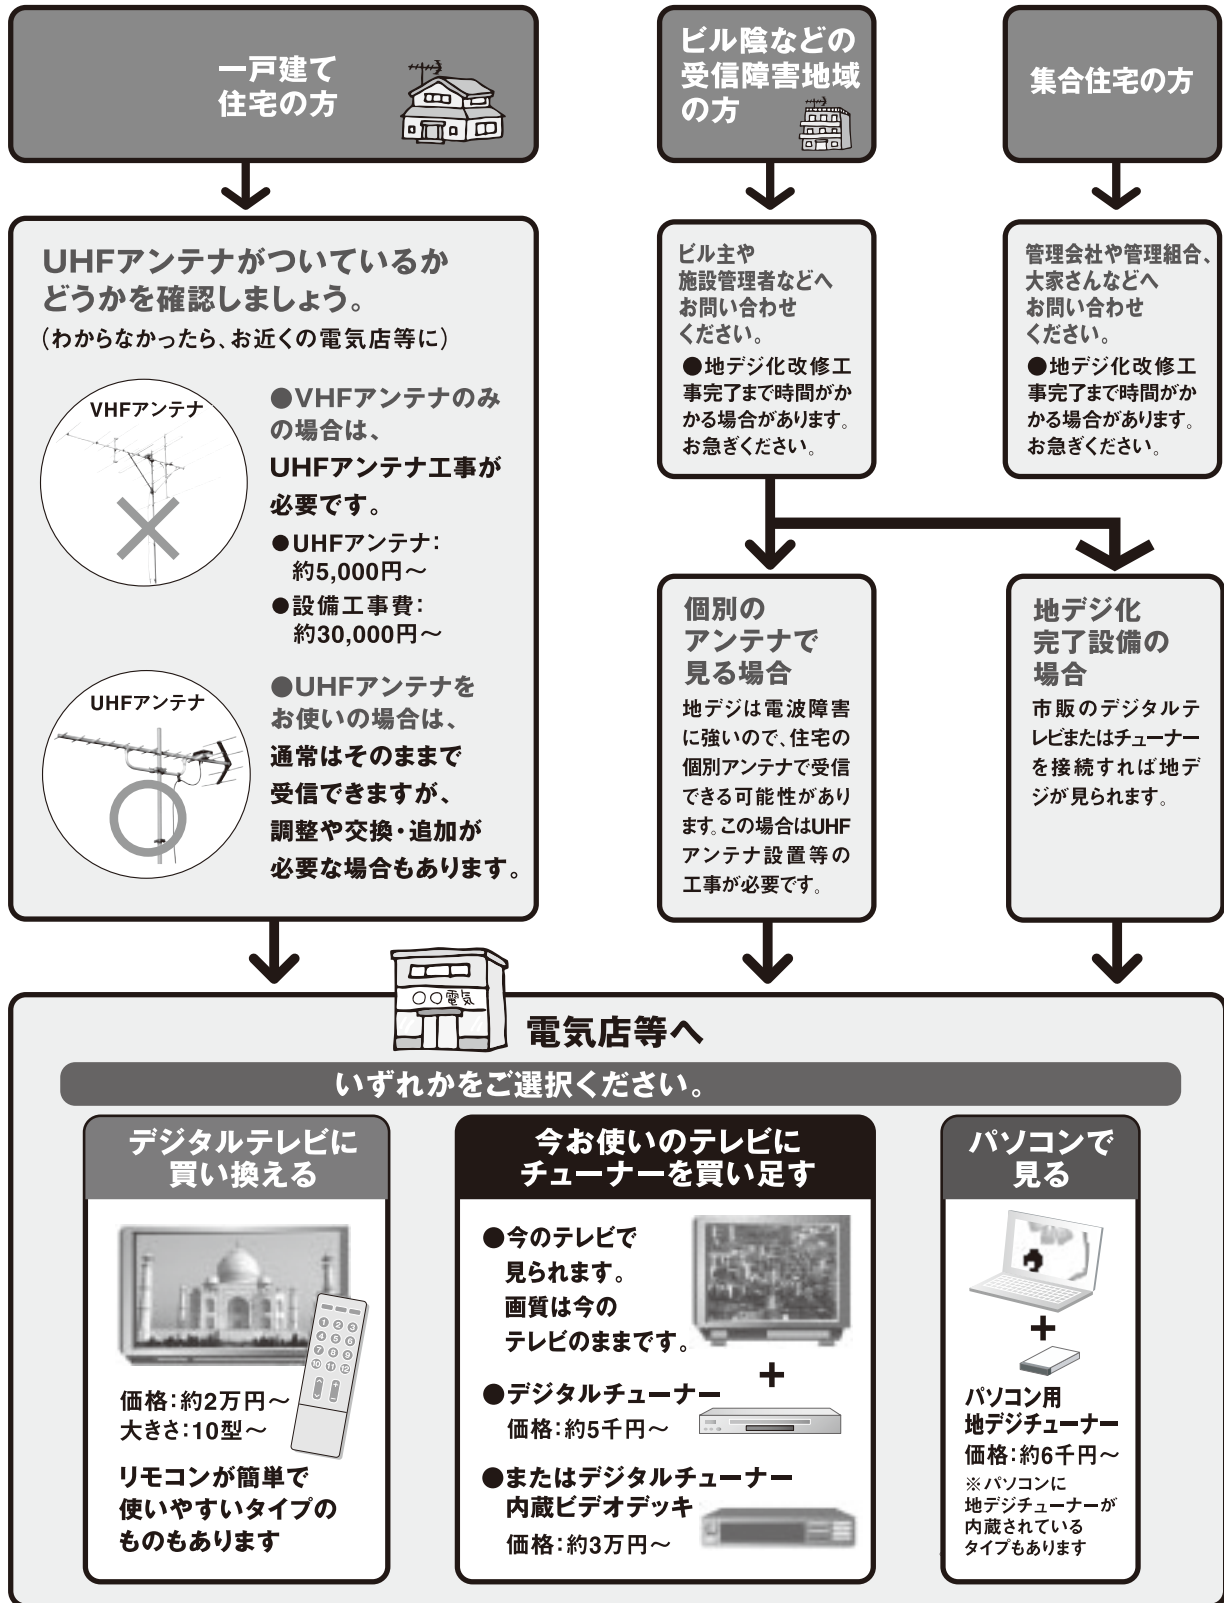 一戸建て
住宅の方
ビル陰などの
受信障害地域
の方
集合住宅の方
UHFアンテナがついているか
どうかを確認しましょう。
(わからなかったら、お近くの電気店等に)
VHFアンテナ
●VHFアンテナのみ
の場合は、
UHFアンテナ工事が
必要です。
●UHFアンテナ:
約5,000円〜
●設備工事費:
約30,000円〜
UHFアンテナ
●UHFアンテナを
お使いの場合は、
通常はそのままで
受信できますが、
調整や交換・追加が
必要な場合もあります。
ビル主や
施設管理者などへ
お問い合わせ
ください。
●地デジ化改修工
事完了まで時間がか
かる場合があります。
お急ぎください。
管理会社や管理組合、
大家さんなどへ
お問い合わせ
ください。
●地デジ化改修工
事完了まで時間がか
かる場合があります。
お急ぎください。
個別の
アンテナで
見る場合
地デジは電波障害
に強いので、住宅の
個別アンテナで受信
できる可能性があり
ます。この場合はUHF
アンテナ設置等の
工事が必要です。
地デジ化
完了設備の
場合
市販のデジタルテ
レビまたはチューナー
を接続すれば地デ
ジが見られます。
〇〇電気
電気店等へ
いずれかをご選択ください。
デジタルテレビに
買い換える
1 2 3
4 5 6
7 8 9
10 11 12
価格:約2万円〜
大きさ:10型〜
リモコンが簡単で
使いやすいタイプの
ものもあります
今お使いのテレビに
チューナーを買い足す
●今のテレビで
見られます。
画質は今の
テレビのままです。
+
●デジタルチューナー
価格:約5千円〜
●またはデジタルチューナー
内蔵ビデオデッキ
価格:約3万円〜
パソコンで
見る
+
パソコン用
地デジチューナー
価格:約6千円〜
※パソコンに
地デジチューナーが
内蔵されている
タイプもあります